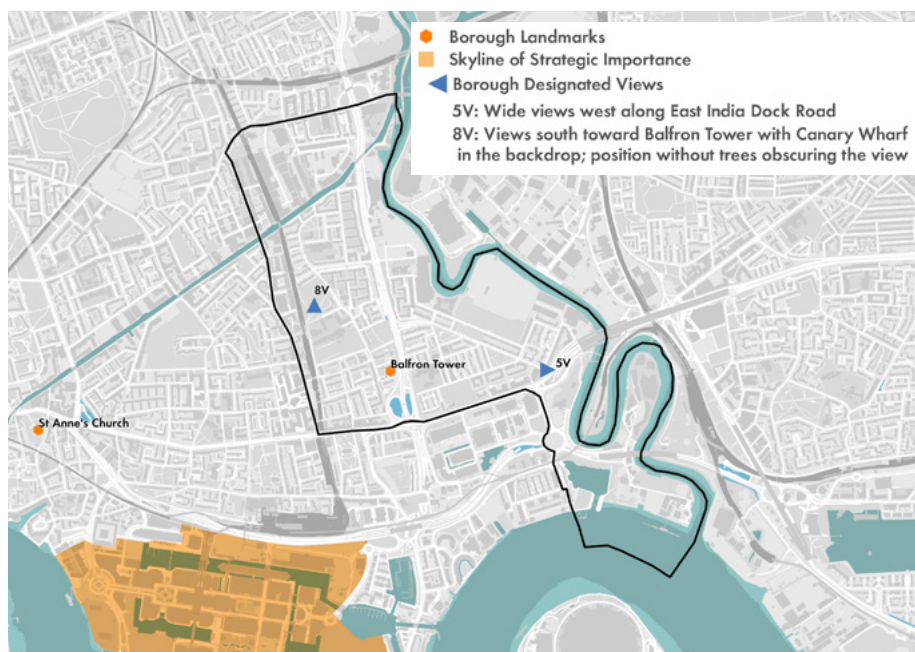 Borough Landmarks
Skyline of Strategic Importance
Borough Designated Views
5V: Wide views west along East India Dock Road
8V: Views south toward Balfron Tower with Canary Wharf
in the backdrop; position without trees obscuring the view
8V
Balfron Tower
5V
St Anne's Church